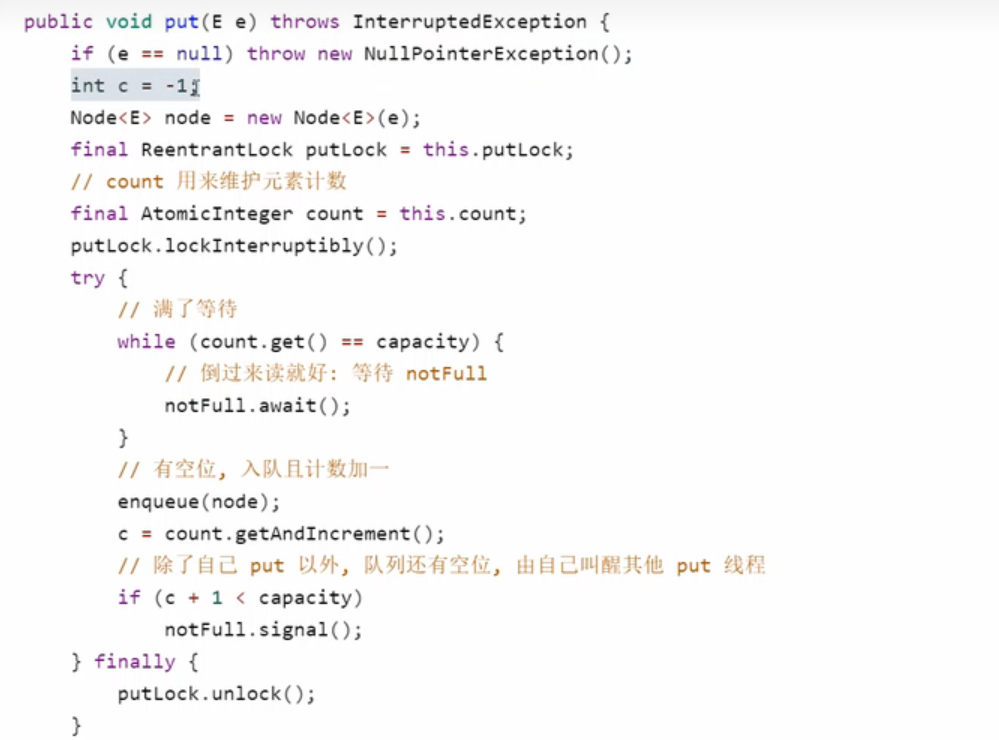 public void put(E e) throws InterruptedException {
if (e == null) throw new NullPointerException();
int c = -1;
Node<E> node = new Node<E>(e);
final ReentrantLock putLock = this.putLock;
// count 用来维护元素计数
final AtomicInteger count = this.count;
putLock.lockInterruptibly();
try {
// 满了等待
while (count.get() == capacity) {
// 倒过来读就好: 等待 notFull
notFull.await();
}
// 有空位, 入队且计数加一
enqueue(node);
c = count.getAndIncrement();
// 除了自己 put 以外, 队列还有空位, 由自己叫醒其他 put 线程
if (c + 1 < capacity)
notFull.signal();
} finally {
putLock.unlock();
}